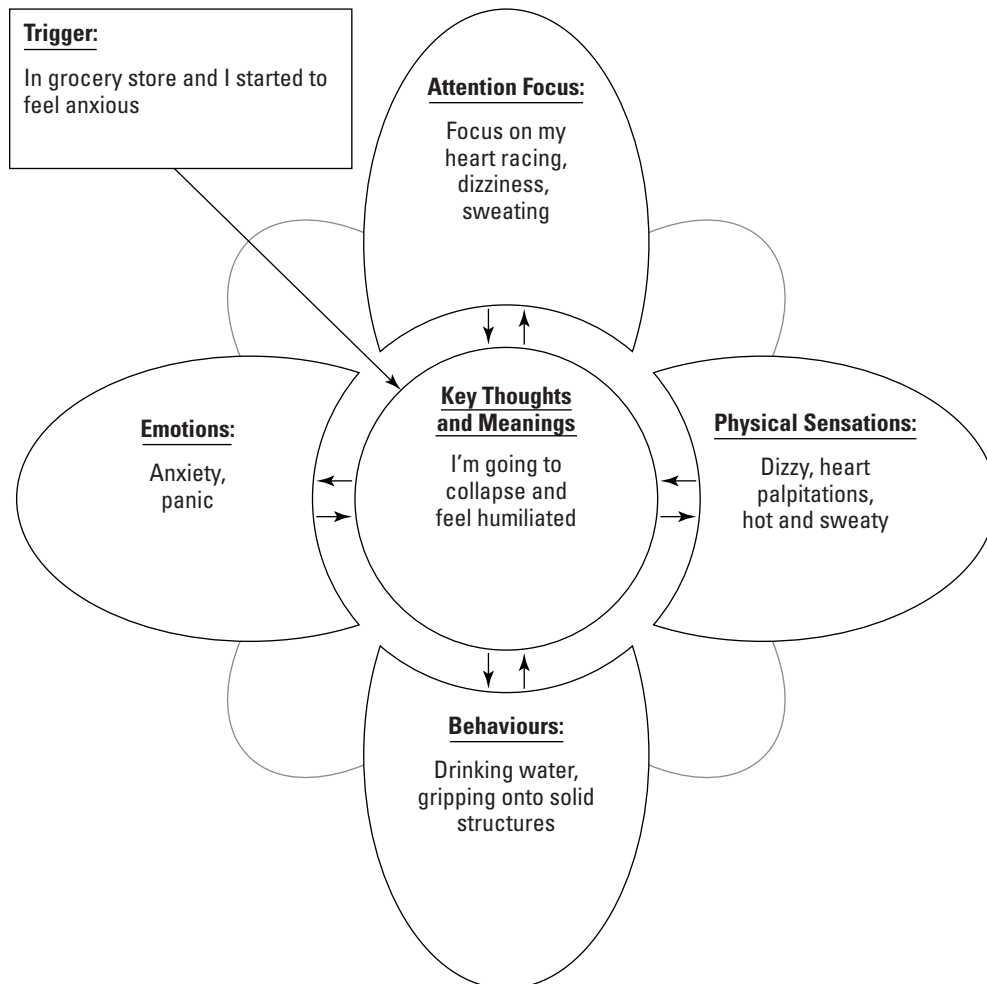 Trigger:
In grocery store and I started to
feel anxious
Attention Focus:
Focus on my
heart racing,
dizziness,
sweating
Emotions:
Anxiety,
panic
Key Thoughts
and Meanings
I'm going to
collapse and
feel humiliated
Physical Sensations:
Dizzy, heart
palpitations,
hot and sweaty
Behaviours:
Drinking water,
gripping onto solid
structures